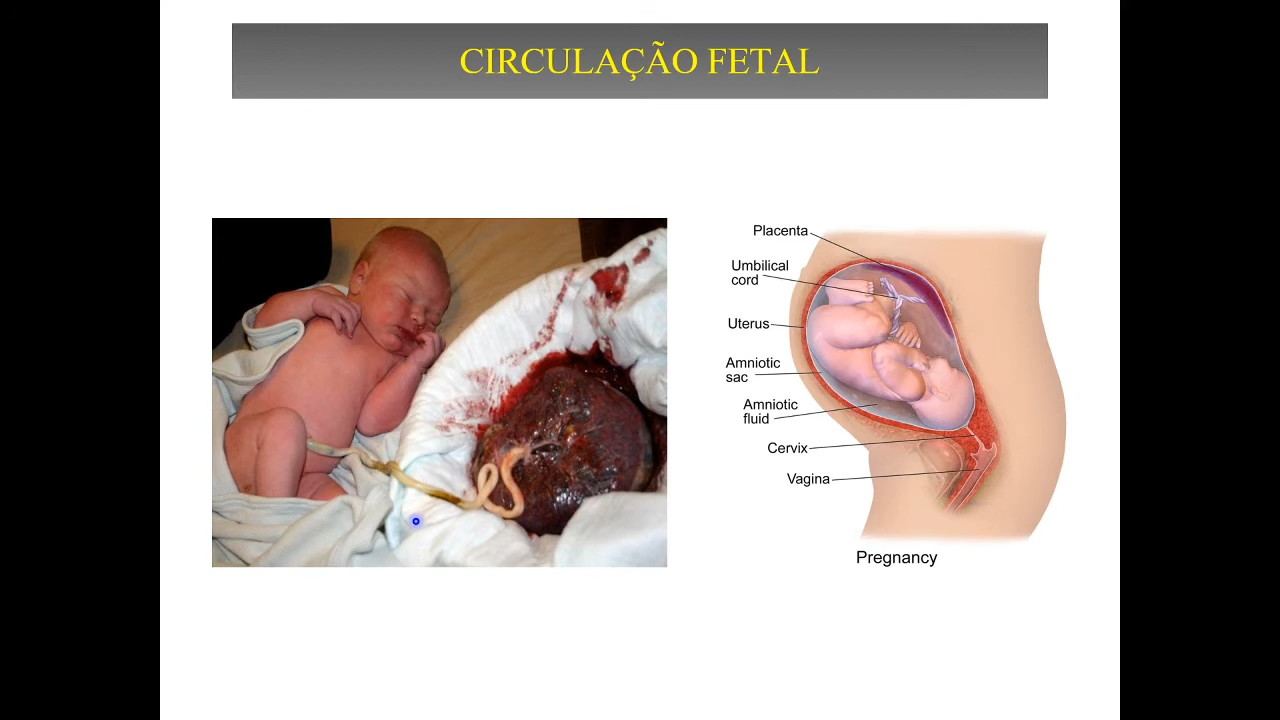 CIRCULAÇÃO FETAL
Placenta
Umbilical
cord
Uterus
Amniotic
sac
Amniotic
fluid
Cervix
Vagina
Pregnancy